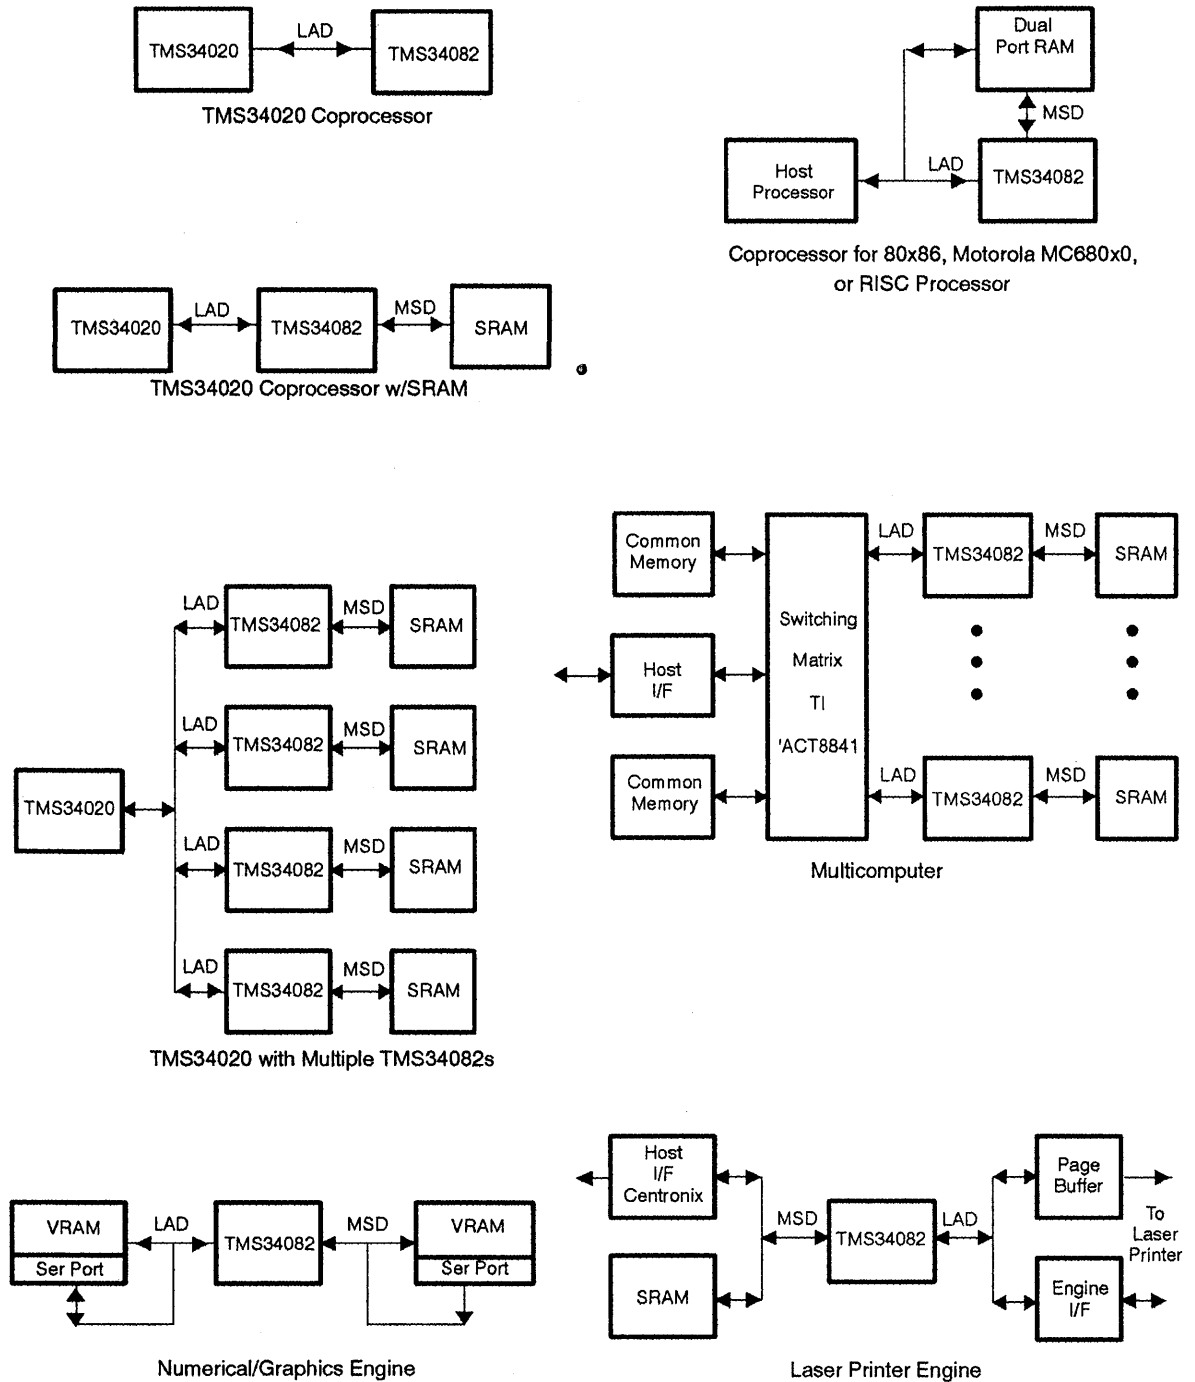 LAD
TMS34020
TMS34082
TMS34020 Coprocessor
Dual
Port RAM
MSD
LAD
Host
Processor
TMS34082
Coprocessor for 80x86, Motorola MC680x0,
or RISC Processor
LAD
MSD
TMS34020
TMS34082
SRAM
TMS34020 Coprocessor w/SRAM
LAD
MSD
TMS34082
SRAM
LAD
MSD
TMS34082
SRAM
TMS34020
LAD
MSD
TMS34082
SRAM
LAD
MSD
TMS34082
SRAM
TMS34020 with Multiple TMS34082s
Common
Memory
Host
I/F
Common
Memory
Switching
Matrix
TI
'ACT8841
LAD
TMS34082
MSD
SRAM
LAD
TMS34082
MSD
SRAM
Multicomputer
VRAM
Ser Port
LAD
TMS34082
MSD
VRAM
Ser Port
Numerical/Graphics Engine
Host
I/F
Centronix
SRAM
MSD
TMS34082
LAD
Page
Buffer
To
Laser
Printer
Engine
I/F
Laser Printer Engine